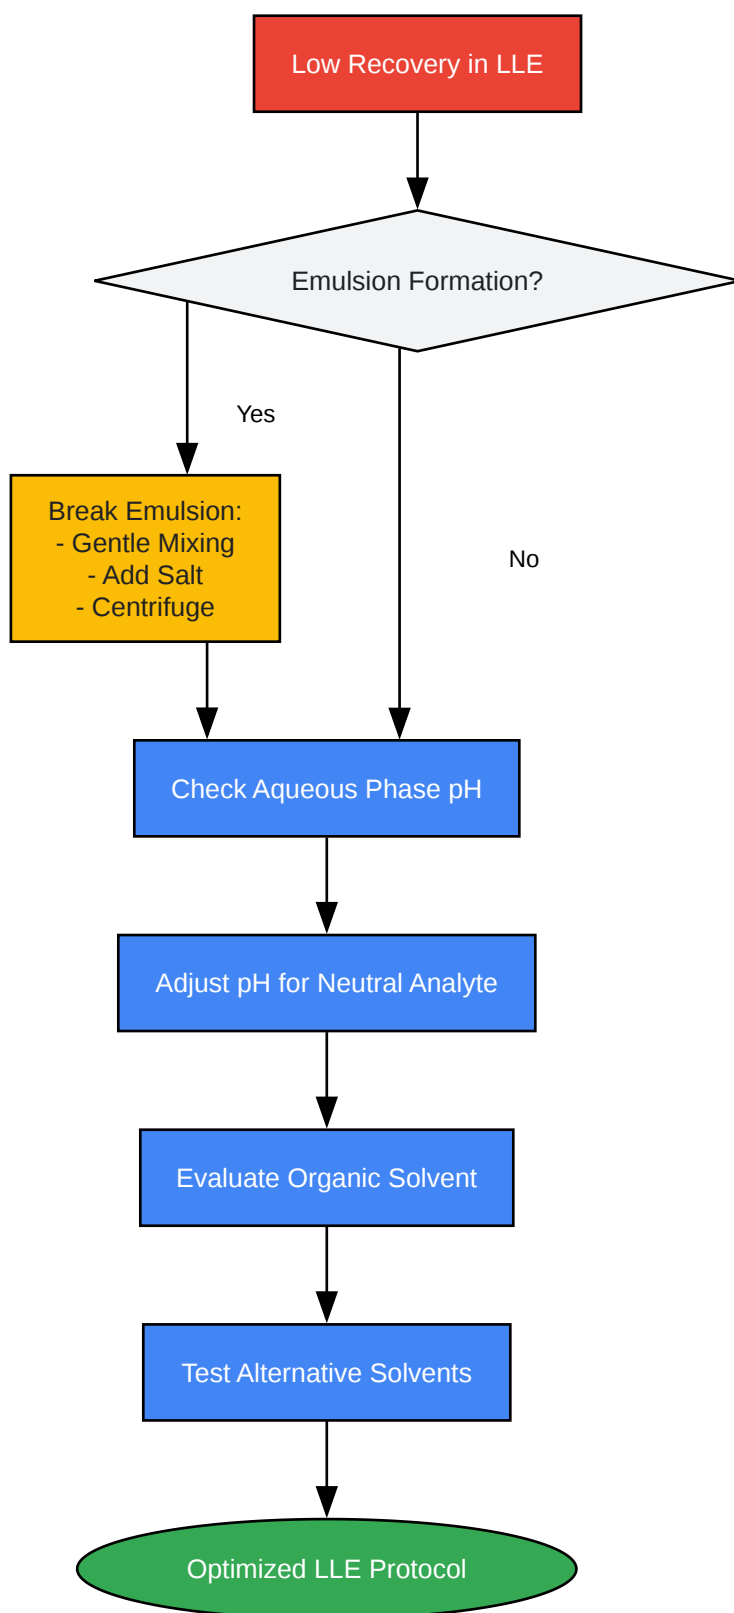 Low Recovery in LLE
Emulsion Formation?
Yes
Break Emulsion:
- Gentle Mixing
- Add Salt
- Centrifuge
No
Check Aqueous Phase pH
Adjust pH for Neutral Analyte
Evaluate Organic Solvent
Test Alternative Solvents
Optimized LLE Protocol